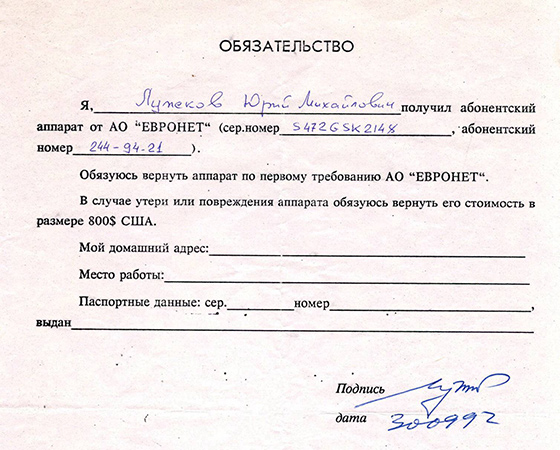 ОБЯЗАТЕЛЬСТВО
Я, Лупеков Юрий Михайлович получил абонентский
аппарат от АО "ЕВРОНЕТ" (сер.номер S472GSK2148, абонентский
номер 244-94-21).
Обязуюсь вернуть аппарат по первому требованию АО "ЕВРОНЕТ".
В случае утери или повреждения аппарата обязуюсь вернуть его стоимость в
размере 800$ США.
Мой домашний адрес:
Место работы:
Паспортные данные: сер. номер ,
выдан
Подпись
дата 300992